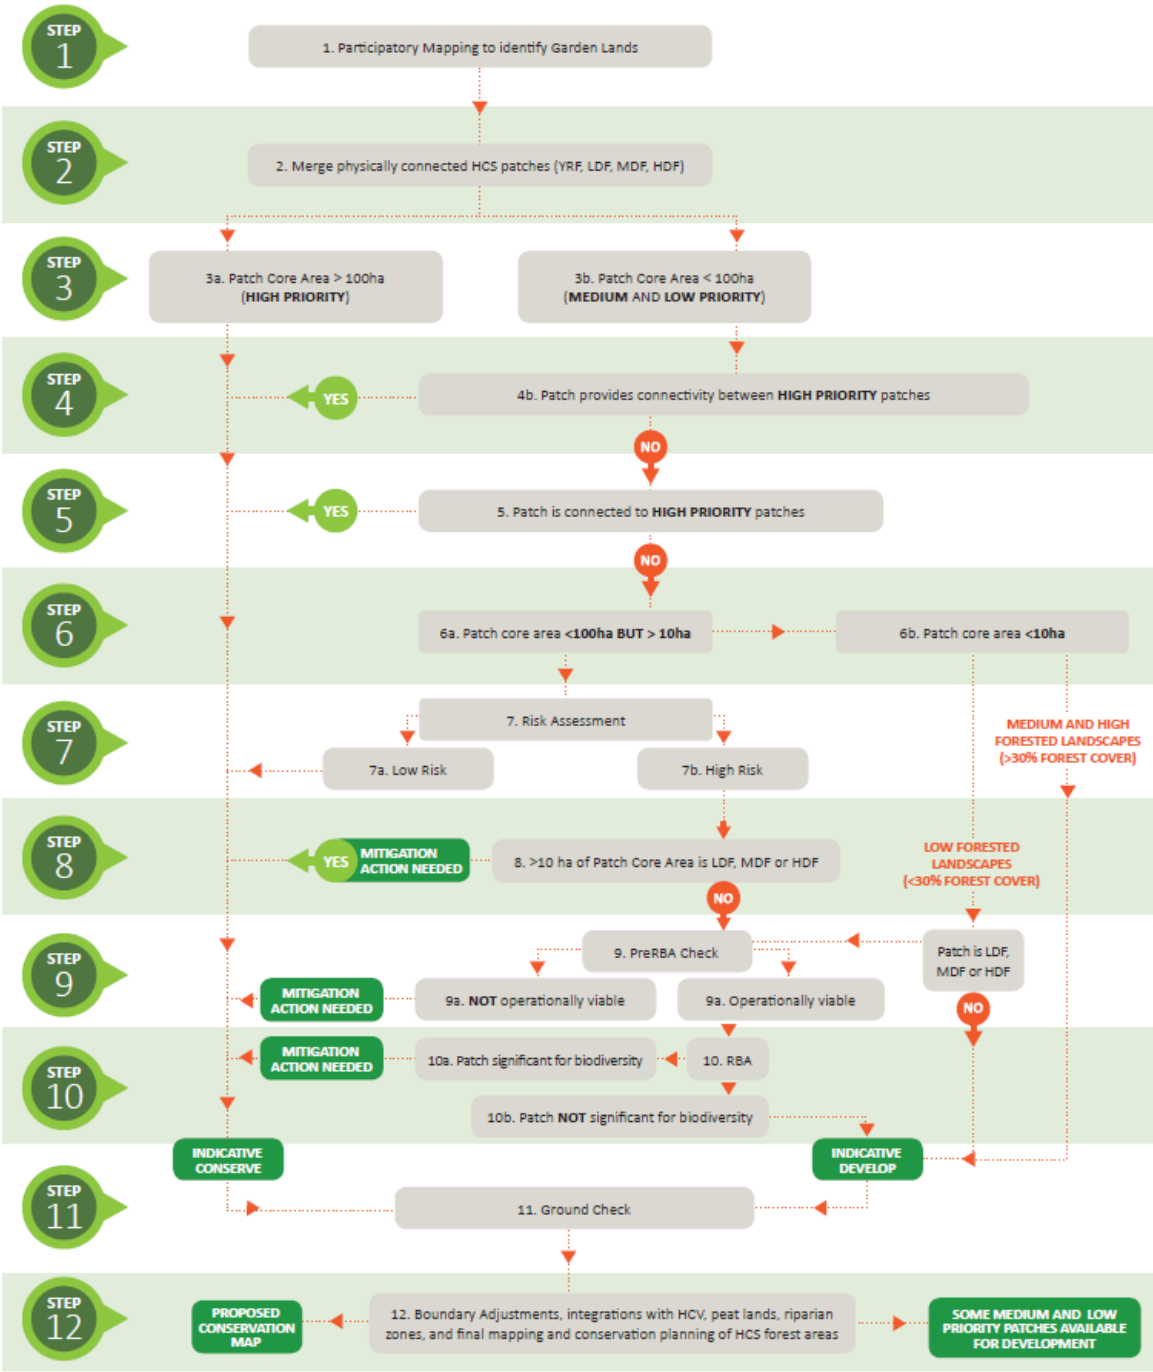 STEP
1
1. Participatory Mapping to identify Garden Lands
STEP
2
2. Merge physically connected HCS patches (YRF, LDF, MDF, HDF)
STEP
3
3a. Patch Core Area > 100ha
(HIGH PRIORITY)
3b. Patch Core Area < 100ha
(MEDIUM AND LOW PRIORITY)
STEP
4
YES
4b. Patch provides connectivity between HIGH PRIORITY patches
NO
STEP
5
YES
5. Patch is connected to HIGH PRIORITY patches
NO
STEP
6
6a. Patch core area <100ha BUT > 10ha
6b. Patch core area <10ha
STEP
7
7. Risk Assessment
7a. Low Risk
7b. High Risk
MEDIUM AND HIGH
FORESTED LANDSCAPES
(>30% FOREST COVER)
STEP
8
YES
MITIGATION
ACTION NEEDED
8. >10 ha of Patch Core Area is LDF, MDF or HDF
LOW FORESTED
LANDSCAPES
(<30% FOREST COVER)
NO
STEP
9
9. PreRBA Check
Patch is LDF,
MDF or HDF
MITIGATION
ACTION NEEDED
9a. NOT operationally viable
9a. Operationally viable
NO
STEP
10
MITIGATION
ACTION NEEDED
10a. Patch significant for biodiversity
10. RBA
10b. Patch NOT significant for biodiversity
INDICATIVE
CONSERVE
INDICATIVE
DEVELOP
STEP
11
11. Ground Check
STEP
12
PROPOSED
CONSERVATION
MAP
12. Boundary Adjustments, integrations with HCV, peat lands, riparian
zones, and final mapping and conservation planning of HCS forest areas
SOME MEDIUM AND LOW
PRIORITY PATCHES AVAILABLE
FOR DEVELOPMENT